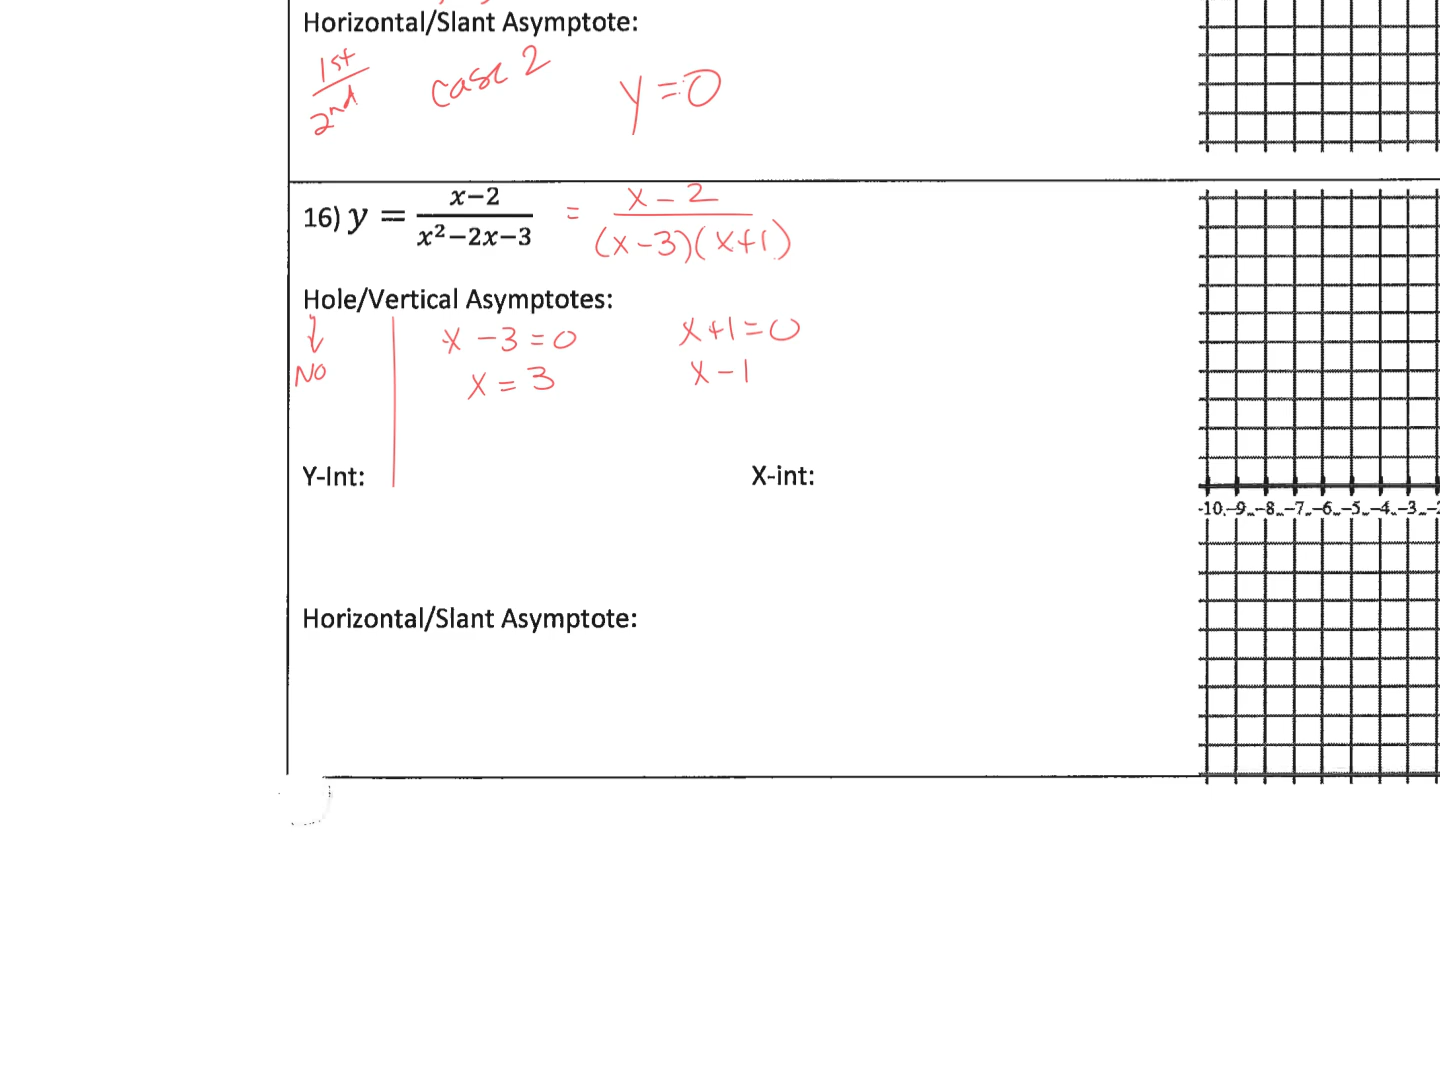 Horizontal/Slant Asymptote:
1st/2nd case 2 y=0
16) y = x−2/x²−2x−3 = x-2/(x-3)(x+1)
Hole/Vertical Asymptotes:
↓ x-3=0 x+1=0
NO x=3 x-1
Y-Int: X-int:
-10 -9 -8 -7 -6 -5 -4 -3
Horizontal/Slant Asymptote: